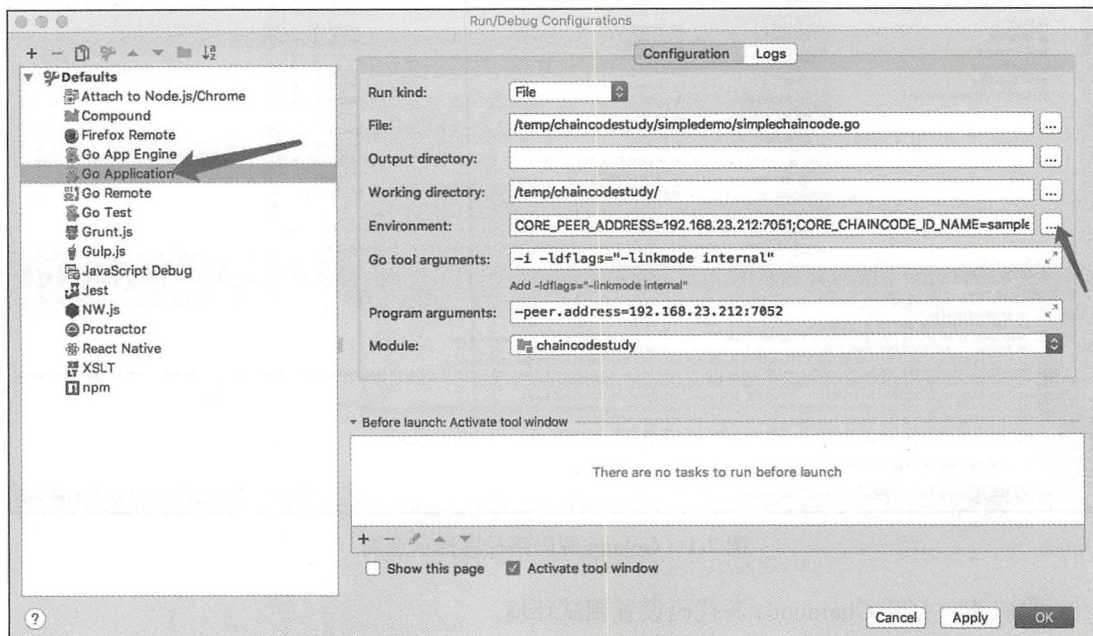 Run/Debug Configurations
Defaults
Attach to Node.js/Chrome
Compound
Firefox Remote
Go App Engine
Go Application
Go Remote
Go Test
Grunt.js
Gulp.js
JavaScript Debug
Jest
NW.js
Protractor
React Native
XSLT
npm
Configuration Logs
Run kind: File
File: /temp/chaincodestudy/simpledemo/simplechaincode.go ...
Output directory: ...
Working directory: /temp/chaincodestudy/ ...
Environment: CORE_PEER_ADDRESS=192.168.23.212:7051;CORE_CHAINCODE_ID_NAME=sample ...
Go tool arguments: -i -ldflags="-linkmode internal"
Add -ldflags="-linkmode internal"
Program arguments: -peer.address=192.168.23.212:7052
Module: chaincodestudy
Before launch: Activate tool window
There are no tasks to run before launch
Show this page Activate tool window
? Cancel Apply OK